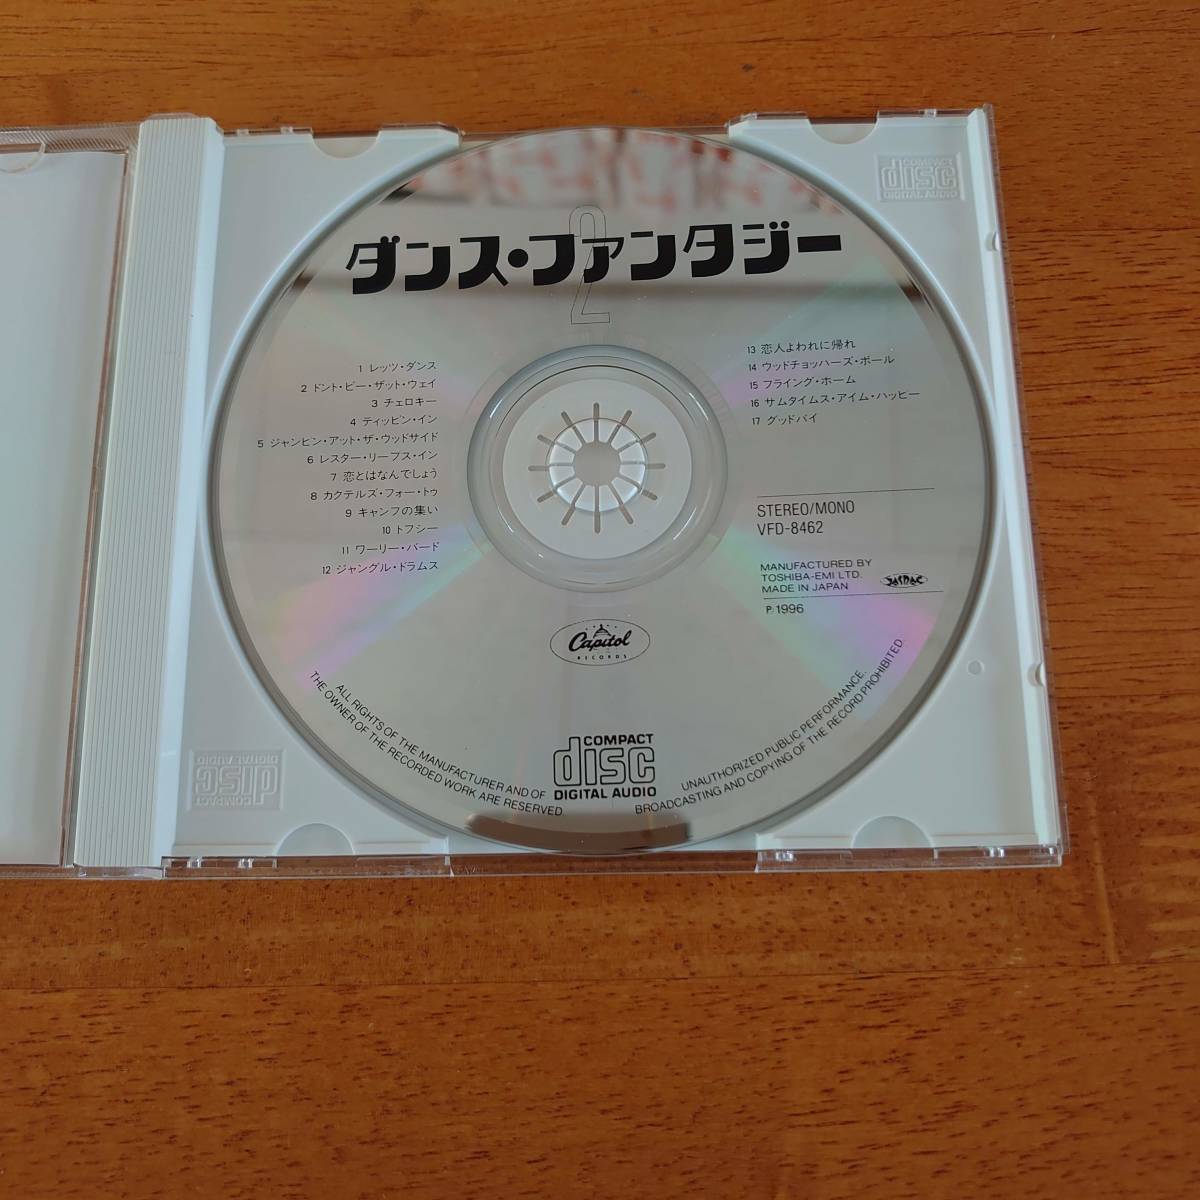 ダンス・ファンタジー
2
1 レッツ・ダンス
2 ドント・ビー・ザット・ウェイ
3 チェロキー
4 ティッピン・イン
5 ジャンピン・アット・ザ・ウッドサイド
6 レスター・リープス・イン
7 恋とはなんでしょう
8 カクテルズ・フォー・トゥ
9 キャンプの集い
10 トプシー
11 ワーリー・バード
12 ジャングル・ドラムス
13 恋人よわれに帰れ
14 ウッドチョッパーズ・ボール
15 フライング・ホーム
16 サムタイムス・アイム・ハッピー
17 グッドバイ
STEREO/MONO
VFD-8462
MANUFACTURED BY
TOSHIBA-EMI LTD.
MADE IN JAPAN
JASRAC
℗ 1996
Capitol
RECORDS
ALL RIGHTS OF THE MANUFACTURER AND OF
THE OWNER OF THE RECORDED WORK ARE RESERVED.
COMPACT
disc
DIGITAL AUDIO
UNAUTHORIZED PUBLIC PERFORMANCE,
BROADCASTING AND COPYING OF THE RECORD PROHIBITED.
COMPACT
disc
DIGITAL AUDIO
COMPACT
disc
DIGITAL AUDIO